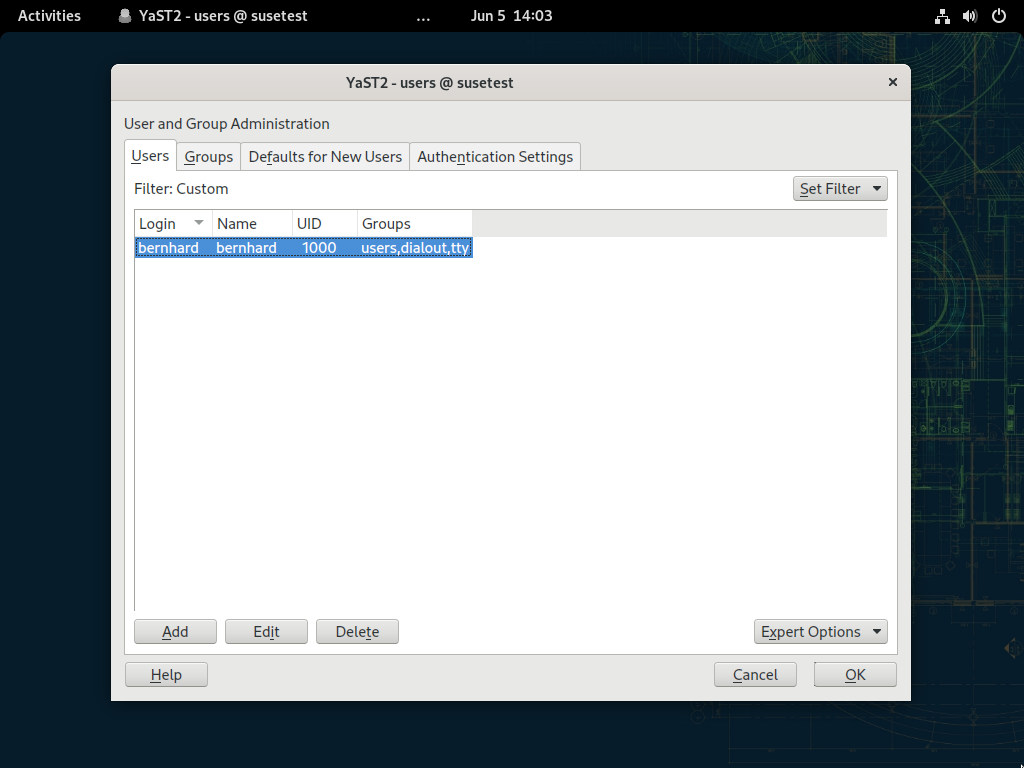 Activities YaST2 - users @ susetest ... Jun 5 14:03
YaST2 - users @ susetest ×
User and Group Administration
Users Groups Defaults for New Users Authentication Settings
Filter: Custom Set Filter
Login Name UID Groups
bernhard bernhard 1000 users,dialout,tty
Add Edit Delete Expert Options
Help Cancel OK